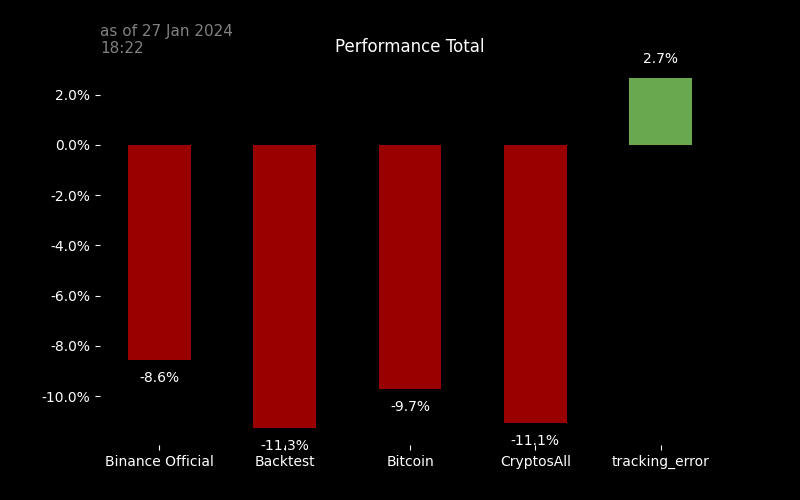 as of 27 Jan 2024
18:22
Performance Total
2.7%
2.0%
0.0%
-2.0%
-4.0%
-6.0%
-8.0%
-10.0%
-8.6%
-11.3%
-9.7%
-11.1%
Binance Official
Backtest
Bitcoin
CryptosAll
tracking_error